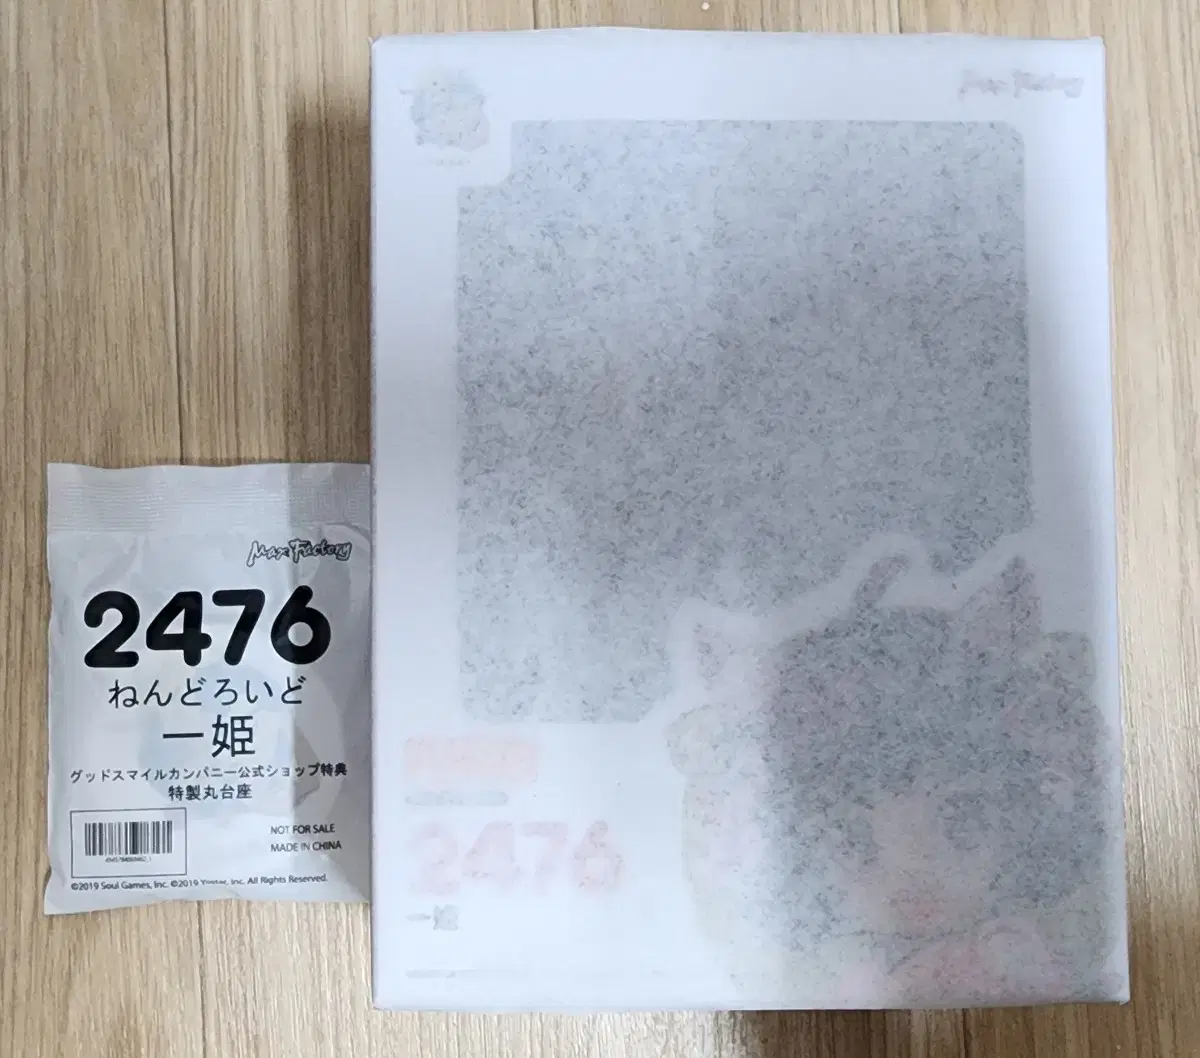 Max Factory
2476
ねんどろいど
一姫
グッドスマイルカンパニー公式ショップ特典
特製丸台座
NOT FOR SALE
MADE IN CHINA
©2019 Soul Games, Inc. ©2019 Yostar, Inc. All Rights Reserved.
Max Factory
2476
一姫